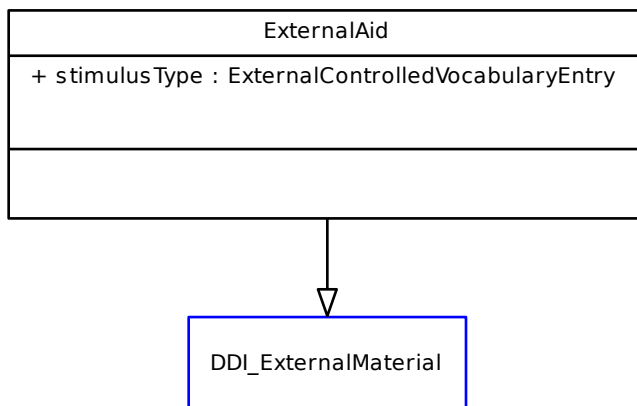 ExternalAid
+ stimulusType : ExternalControlledVocabularyEntry
DDI_ExternalMaterial